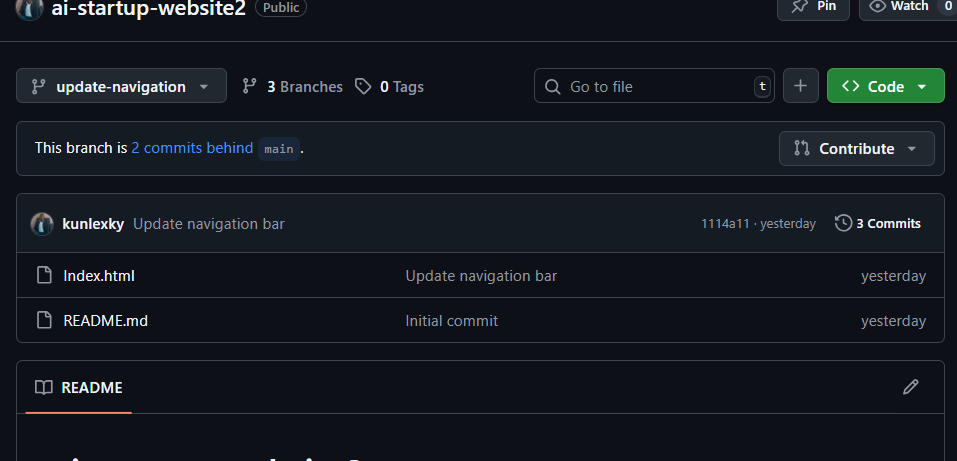 ai-startup-website2 Public Pin Watch 0
update-navigation 3 Branches 0 Tags Go to file t Code
This branch is 2 commits behind main . Contribute
kunlexky Update navigation bar 1114a11 · yesterday 3 Commits
Index.html Update navigation bar yesterday
README.md Initial commit yesterday
README